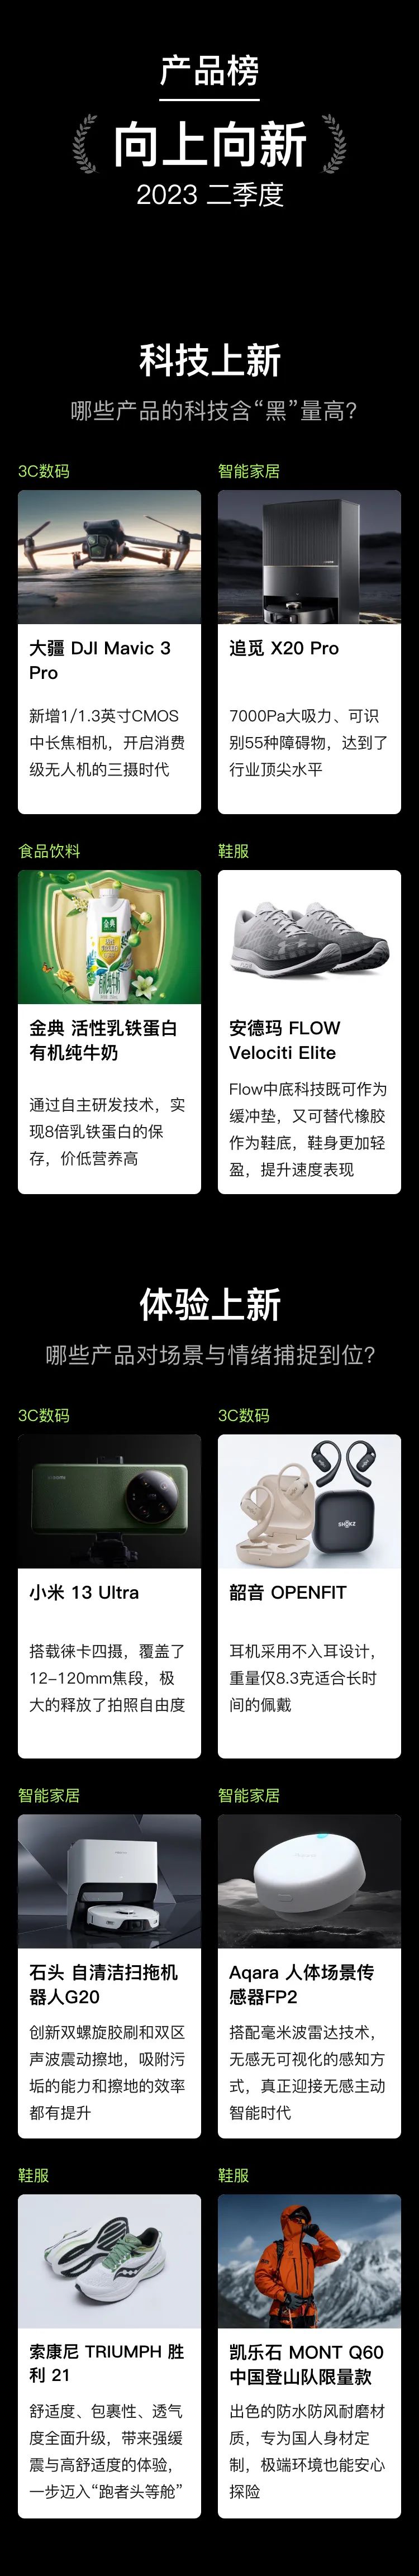 产品榜
向上向新
2023 二季度
科技上新
哪些产品的科技含“黑”量高?
3C数码
大疆 DJI Mavic 3
Pro
新增1/1.3英寸CMOS
中长焦相机，开启消费
级无人机的三摄时代
智能家居
追觅 X20 Pro
7000Pa大吸力、可识
别55种障碍物，达到了
行业顶尖水平
食品饮料
金典
金典 活性乳铁蛋白
有机纯牛奶
通过自主研发技术，实
现8倍乳铁蛋白的保
存，价低营养高
鞋服
安德玛 FLOW
Velociti Elite
Flow中底科技既可作为
缓冲垫，又可替代橡胶
作为鞋底，鞋身更加轻
盈，提升速度表现
体验上新
哪些产品对场景与情绪捕捉到位?
3C数码
小米 13 Ultra
搭载徕卡四摄，覆盖了
12-120mm焦段，极
大的释放了拍照自由度
3C数码
SHOKZ
韶音 OPENFIT
耳机采用不入耳设计，
重量仅8.3克适合长时
间的佩戴
智能家居
石头 自清洁扫拖机
器人G20
创新双螺旋胶刷和双区
声波震动擦地，吸附污
垢的能力和擦地的效率
都有提升
智能家居
Aqara 人体场景传
感器FP2
搭配毫米波雷达技术，
无感无可视化的感知方
式，真正迎接无感主动
智能时代
鞋服
索康尼 TRIUMPH 胜
利 21
舒适度、包裹性、透气
度全面升级，带来强缓
震与高舒适度的体验，
一步迈入“跑者头等舱”
鞋服
凯乐石 MONT Q60
中国登山队限量款
出色的防水防风耐磨材
质，专为国人身材定
制，极端环境也能安心
探险